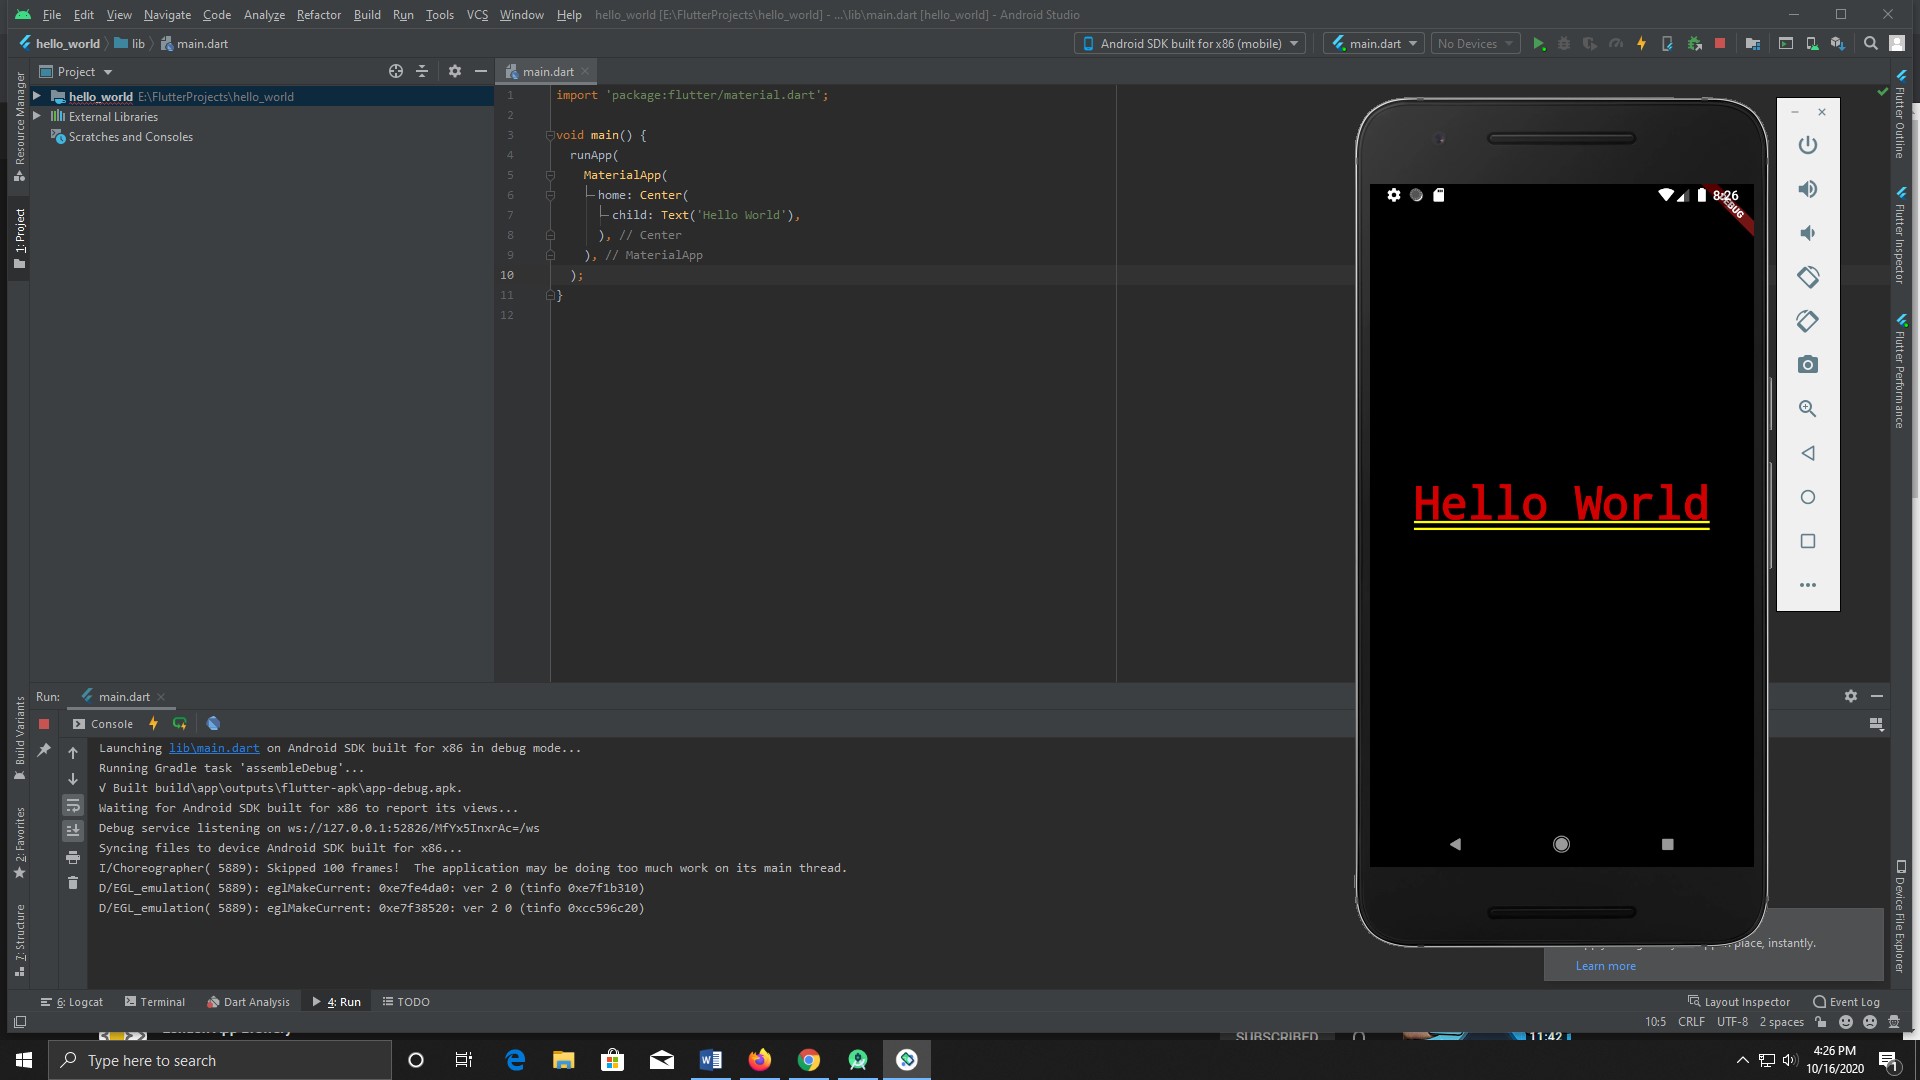 File Edit View Navigate Code Analyze Refactor Build Run Tools VCS Window Help hello_world [E:\FlutterProjects\hello_world] - ...\lib\main.dart [hello_world] - Android Studio
hello_world lib main.dart
Android SDK built for x86 (mobile) main.dart No Devices
Project
main.dart
hello_world E:\FlutterProjects\hello_world
External Libraries
Scratches and Consoles
Resource Manager
1: Project
Build Variants
2: Favorites
7: Structure
1 import 'package:flutter/material.dart';
2
3 void main() {
4 runApp(
5 MaterialApp(
6 home: Center(
7 child: Text('Hello World'),
8 ), // Center
9 ), // MaterialApp
10 );
11 }
12
8:26
DEBUG
Hello World
Flutter Outline
Flutter Inspector
Flutter Performance
Device File Explorer
Run: main.dart
Console
Launching lib\main.dart on Android SDK built for x86 in debug mode...
Running Gradle task 'assembleDebug'...
√ Built build\app\outputs\flutter-apk\app-debug.apk.
Waiting for Android SDK built for x86 to report its views...
Debug service listening on ws://127.0.0.1:52826/MfYx5InxrAc=/ws
Syncing files to device Android SDK built for x86...
I/Choreographer( 5889): Skipped 100 frames!  The application may be doing too much work on its main thread.
D/EGL_emulation( 5889): eglMakeCurrent: 0xe7fe4da0: ver 2 0 (tinfo 0xe7f1b310)
D/EGL_emulation( 5889): eglMakeCurrent: 0xe7f38520: ver 2 0 (tinfo 0xcc596c20)
place, instantly.
Learn more
6: Logcat Terminal Dart Analysis 4: Run TODO
Layout Inspector Event Log
10:5 CRLF UTF-8 2 spaces
SUBSCRIBED
11:42
Type here to search
4:26 PM
10/16/2020
1